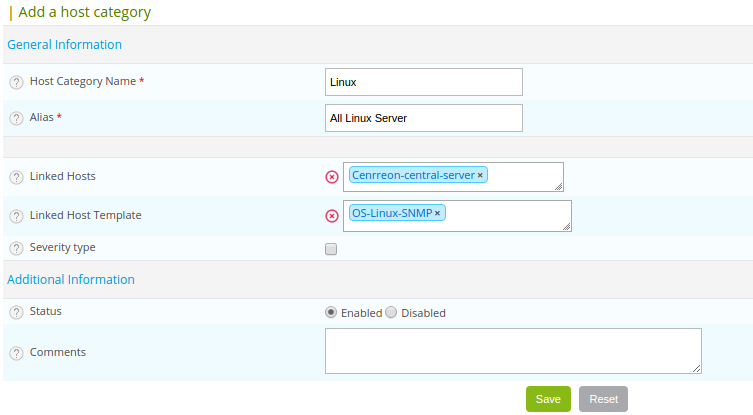 Add a host category
General Information
? Host Category Name * Linux
? Alias * All Linux Server
? Linked Hosts Cenrreon-central-server ×
? Linked Host Template OS-Linux-SNMP ×
? Severity type
Additional Information
? Status Enabled Disabled
? Comments
Save Reset